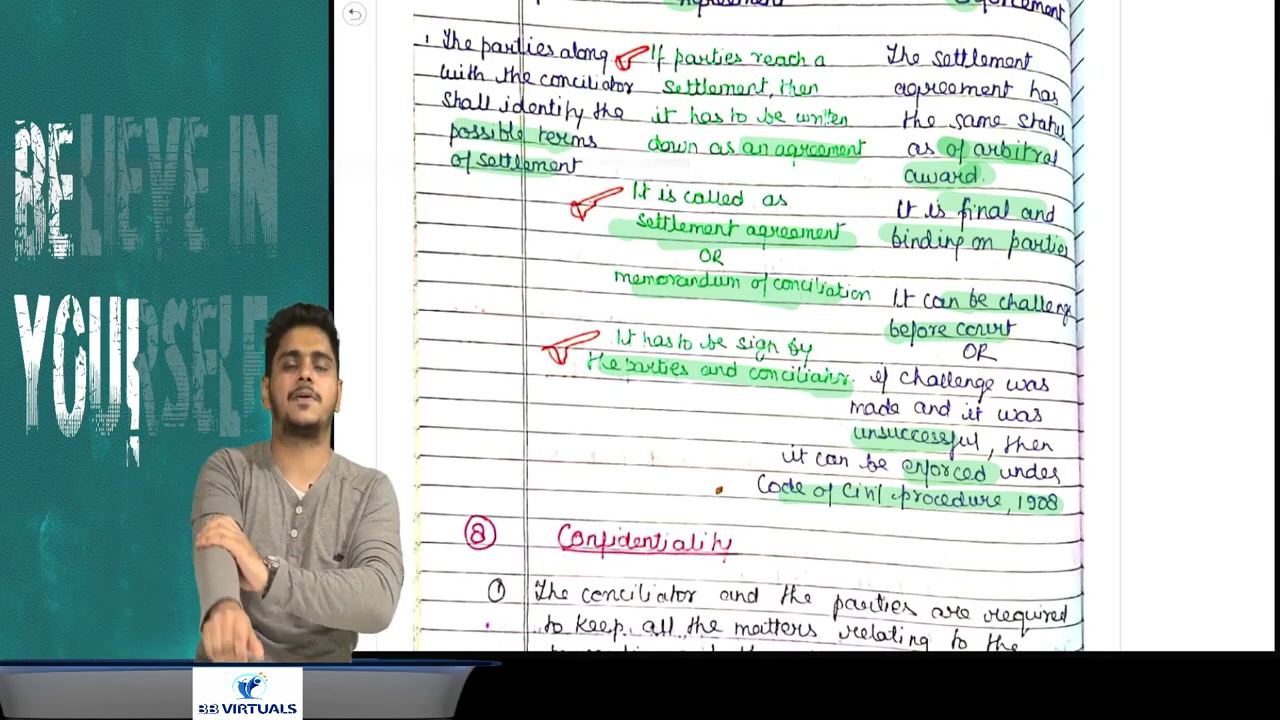 BELIEVE IN
YOURSELF
agreement
1. The parties along
with the conciliator
shall identify the
possible terms
of settlement
If parties reach a
settlement, then
it has to be written
down as an agreement
It is called as
settlement agreement
OR
memorandum of conciliation
It has to be sign by
the parties and conciliator.
The settlement
agreement has
the same status
as of arbitral
award.
It is final and
binding on parties
It can be challeng
before court
OR
if challenge was
made and it was
unsuccessful, then
it can be enforced under
Code of Civil procedure, 1908
8 Confidentiality
1 The conciliator and the parties are required
to keep all the matters relating to the
BB VIRTUALS